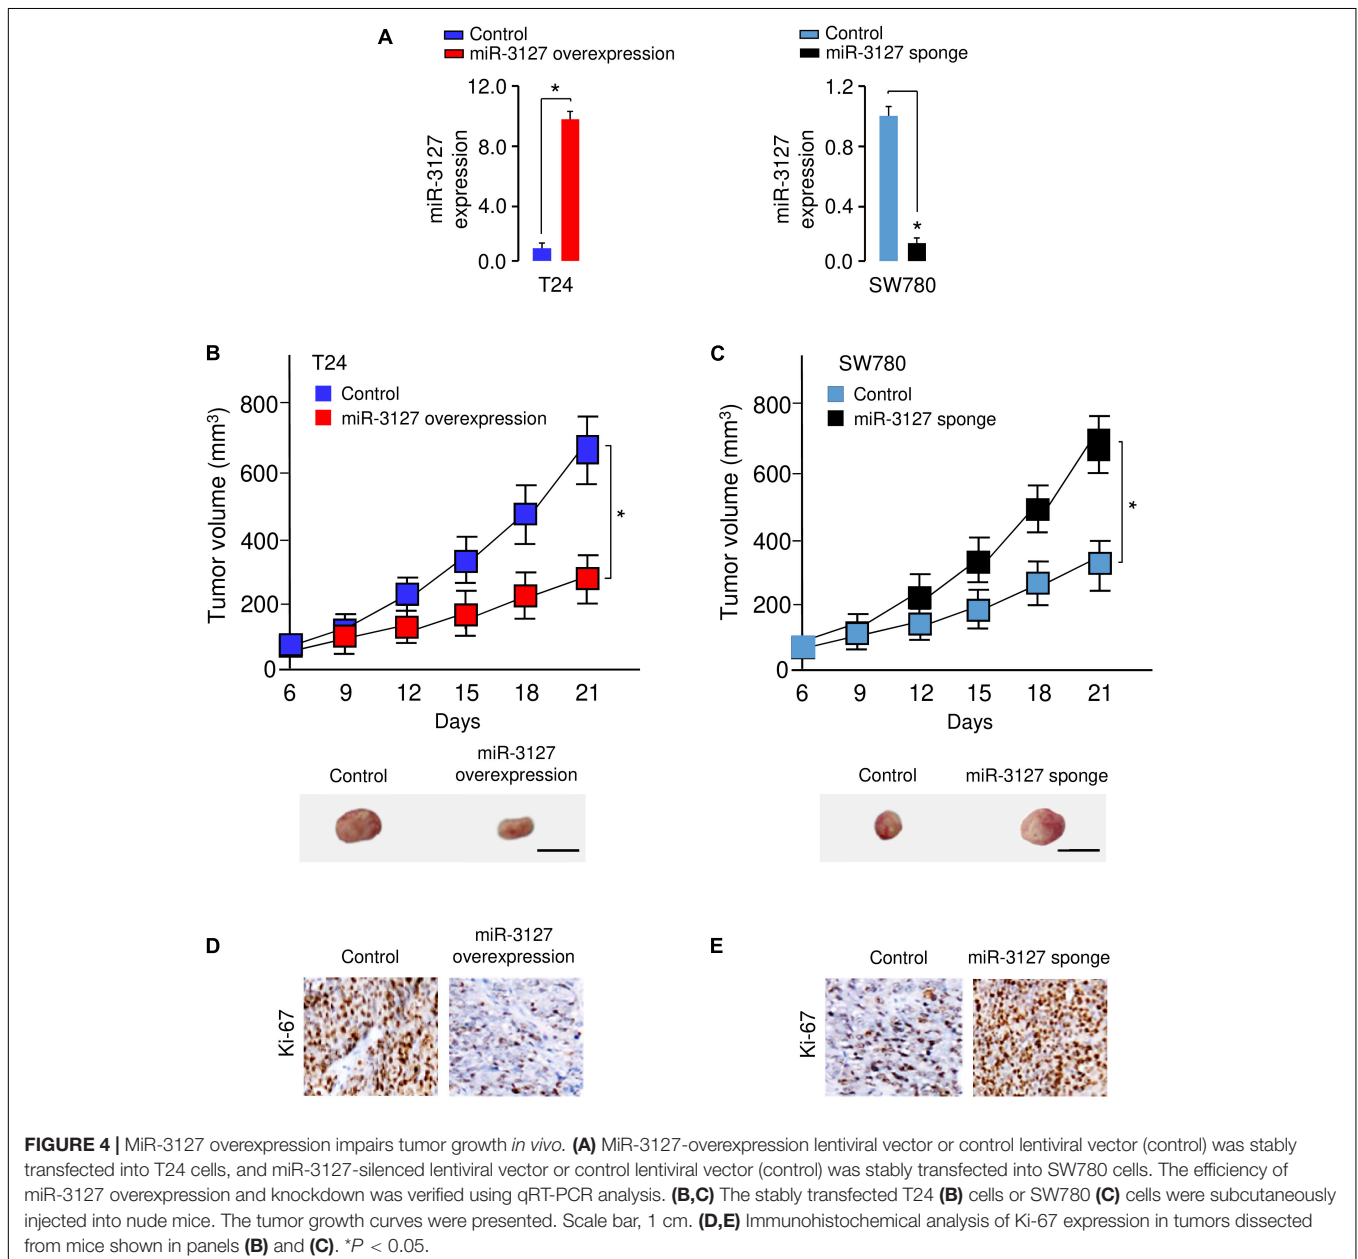 A
Control
miR-3127 overexpression
12.0
8.0
4.0
0.0
miR-3127
expression
*
T24
Control
miR-3127 sponge
1.2
0.8
0.4
0.0
miR-3127
expression
*
SW780
B
T24
Control
miR-3127 overexpression
800
600
400
200
0
Tumor volume (mm³)
*
6 9 12 15 18 21
Days
C
SW780
Control
miR-3127 sponge
800
600
400
200
0
Tumor volume (mm³)
*
6 9 12 15 18 21
Days
Control
miR-3127
overexpression
Control miR-3127 sponge
D
Control
miR-3127
overexpression
Ki-67
E
Control miR-3127 sponge
Ki-67
FIGURE 4 | MiR-3127 overexpression impairs tumor growth in vivo. (A) MiR-3127-overexpression lentiviral vector or control lentiviral vector (control) was stably
transfected into T24 cells, and miR-3127-silenced lentiviral vector or control lentiviral vector (control) was stably transfected into SW780 cells. The efficiency of
miR-3127 overexpression and knockdown was verified using qRT-PCR analysis. (B,C) The stably transfected T24 (B) cells or SW780 (C) cells were subcutaneously
injected into nude mice. The tumor growth curves were presented. Scale bar, 1 cm. (D,E) Immunohistochemical analysis of Ki-67 expression in tumors dissected
from mice shown in panels (B) and (C). *P < 0.05.